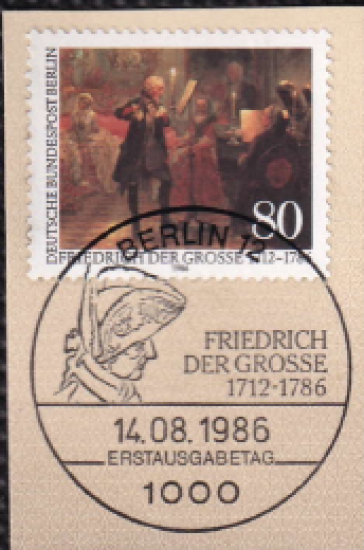 DEUTSCHE BUNDESPOST BERLIN
80
FRIEDRICH DER GROSSE 1712-1786
BERLIN 12
FRIEDRICH
DER GROSSE
1712-1786
14.08.1986
ERSTAUSGABETAG
1000